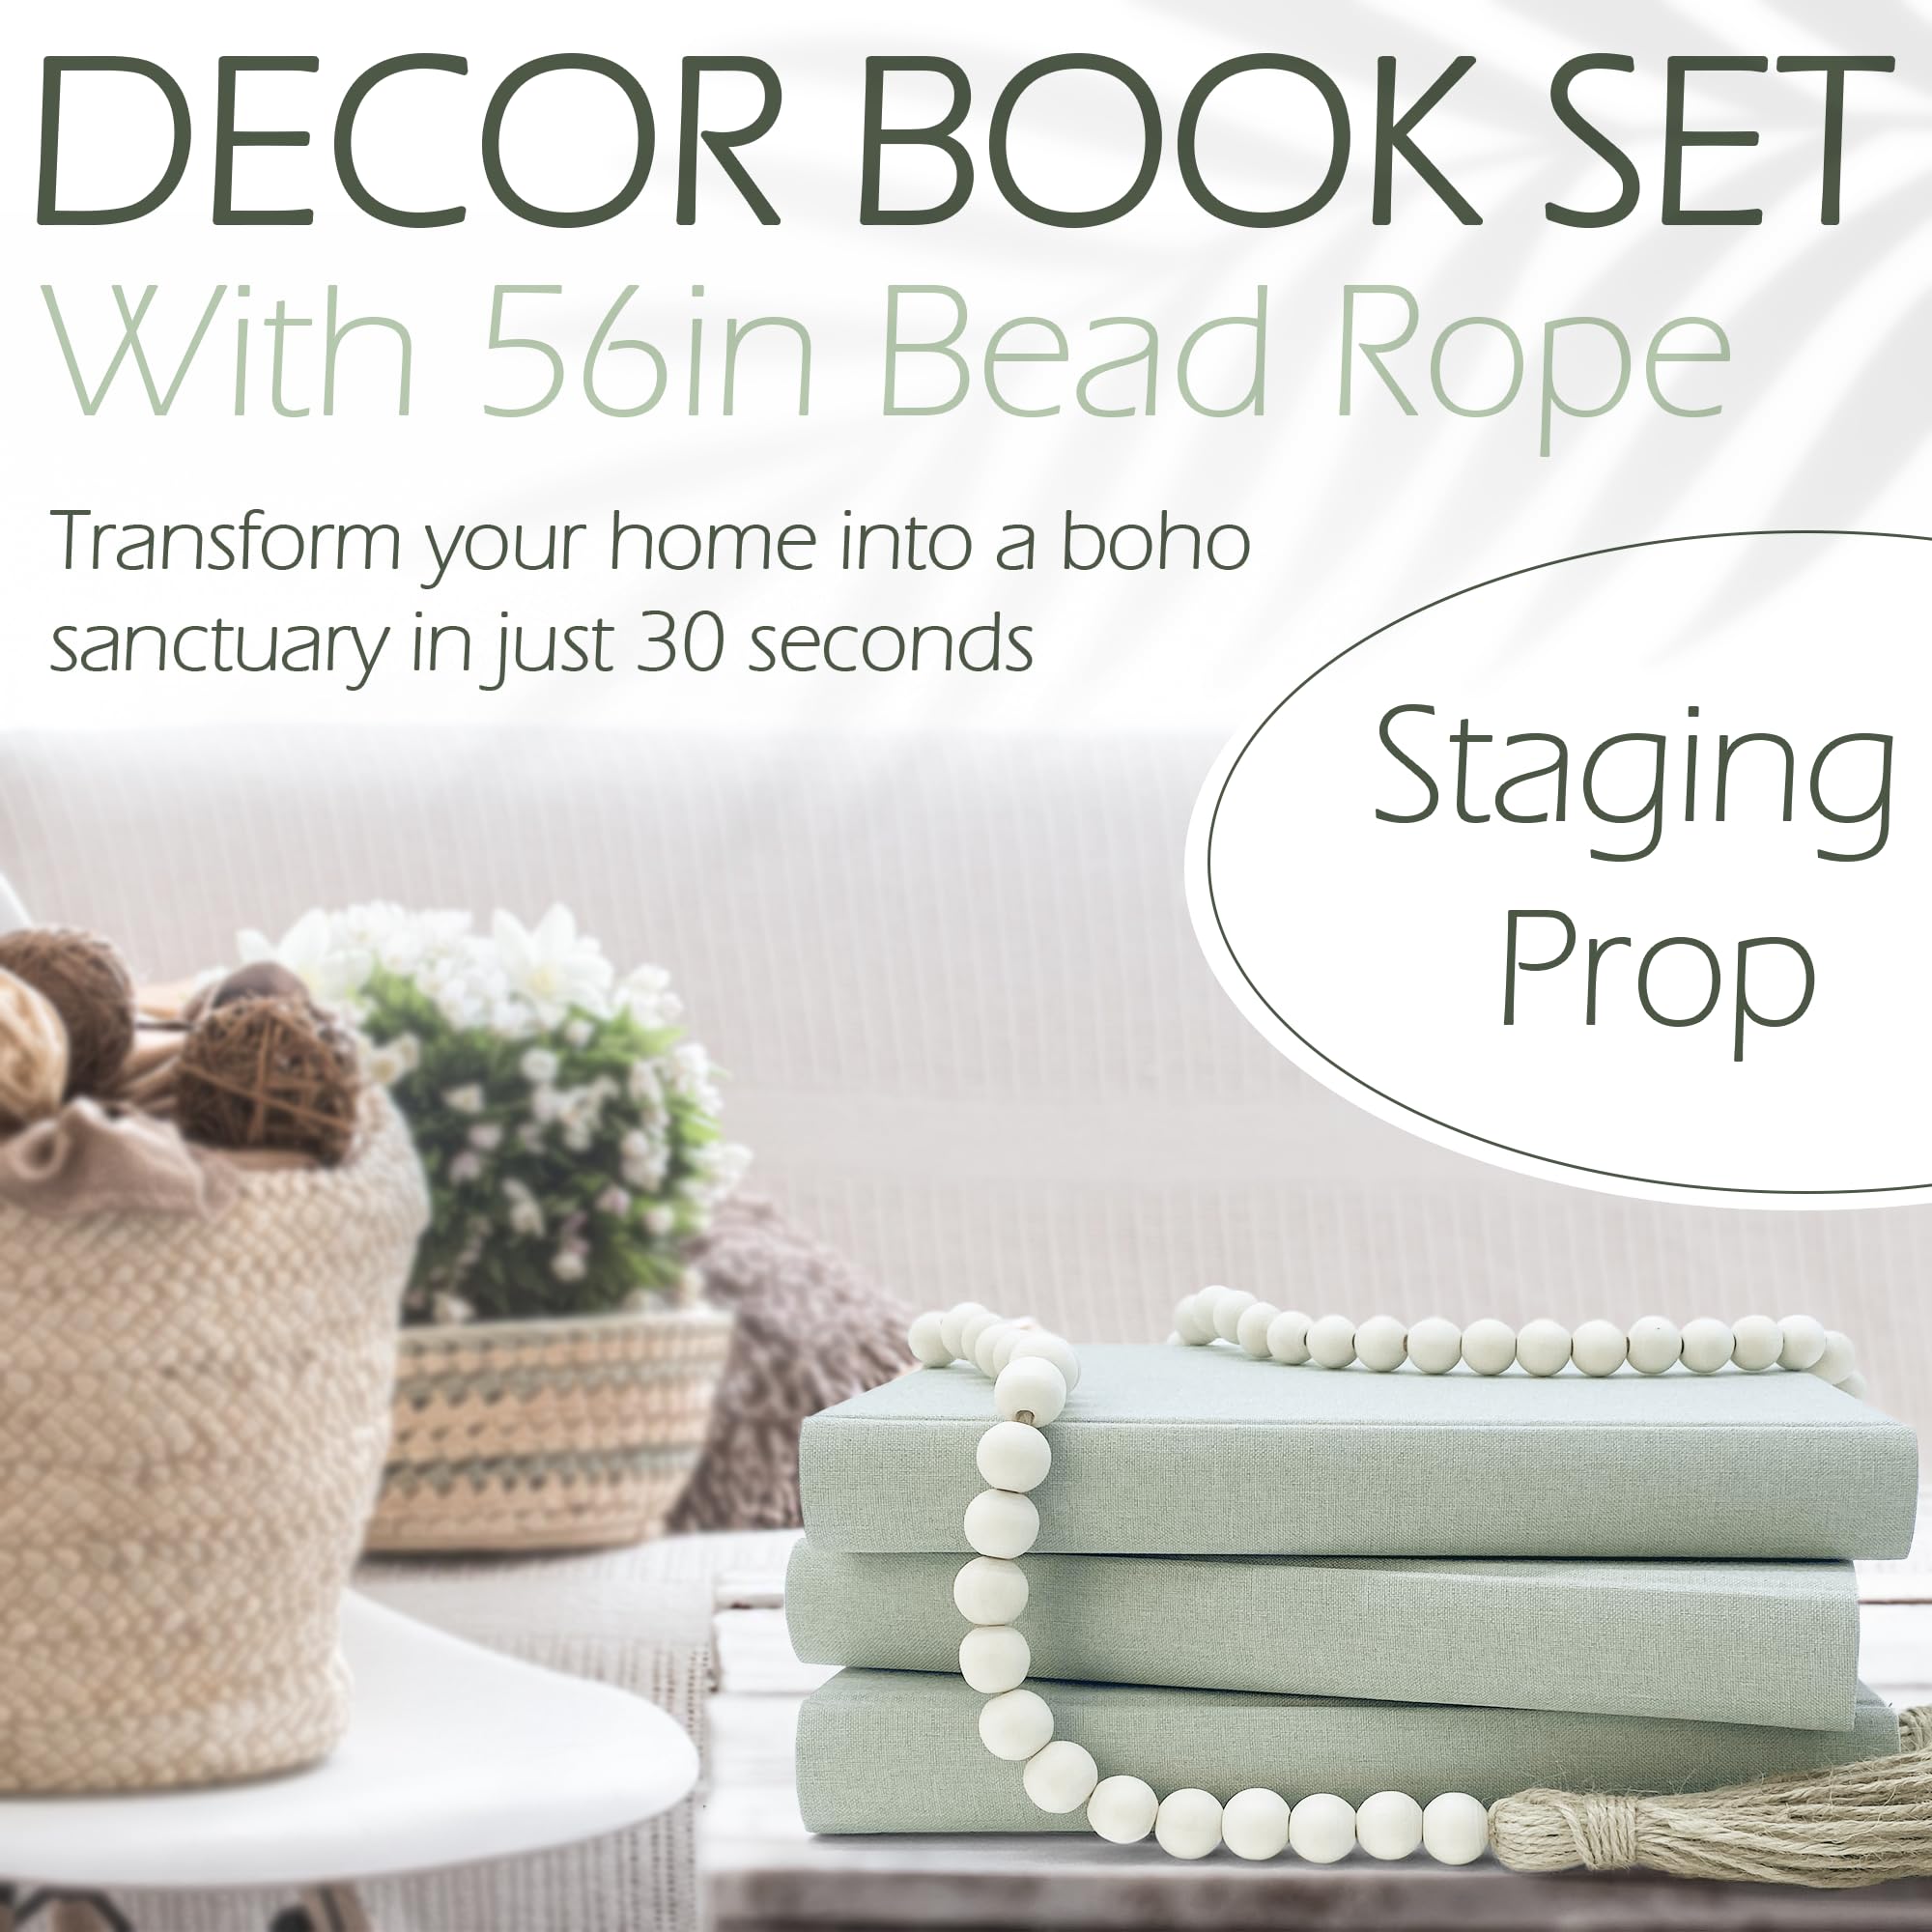 DECOR BOOK SET
With 56in Bead Rope
Transform your home into a boho
sanctuary in just 30 seconds
Staging
Prop